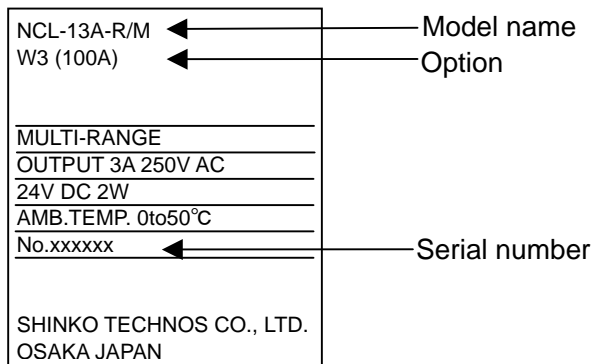 NCL-13A-R/M
Model name
W3 (100A)
Option
MULTI-RANGE
OUTPUT 3A 250V AC
24V DC 2W
AMB.TEMP. 0to50°C
No.xxxxxx
Serial number
SHINKO TECHNOS CO., LTD.
OSAKA JAPAN